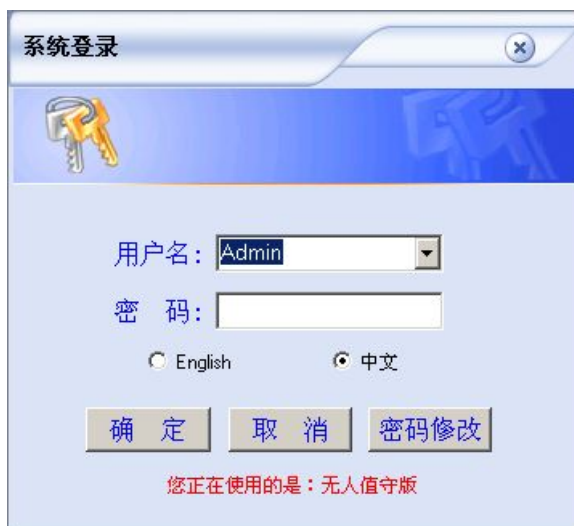 系统登录
用户名: Admin
密 码:
English 中文
确 定 取 消 密码修改
您正在使用的是：无人值守版